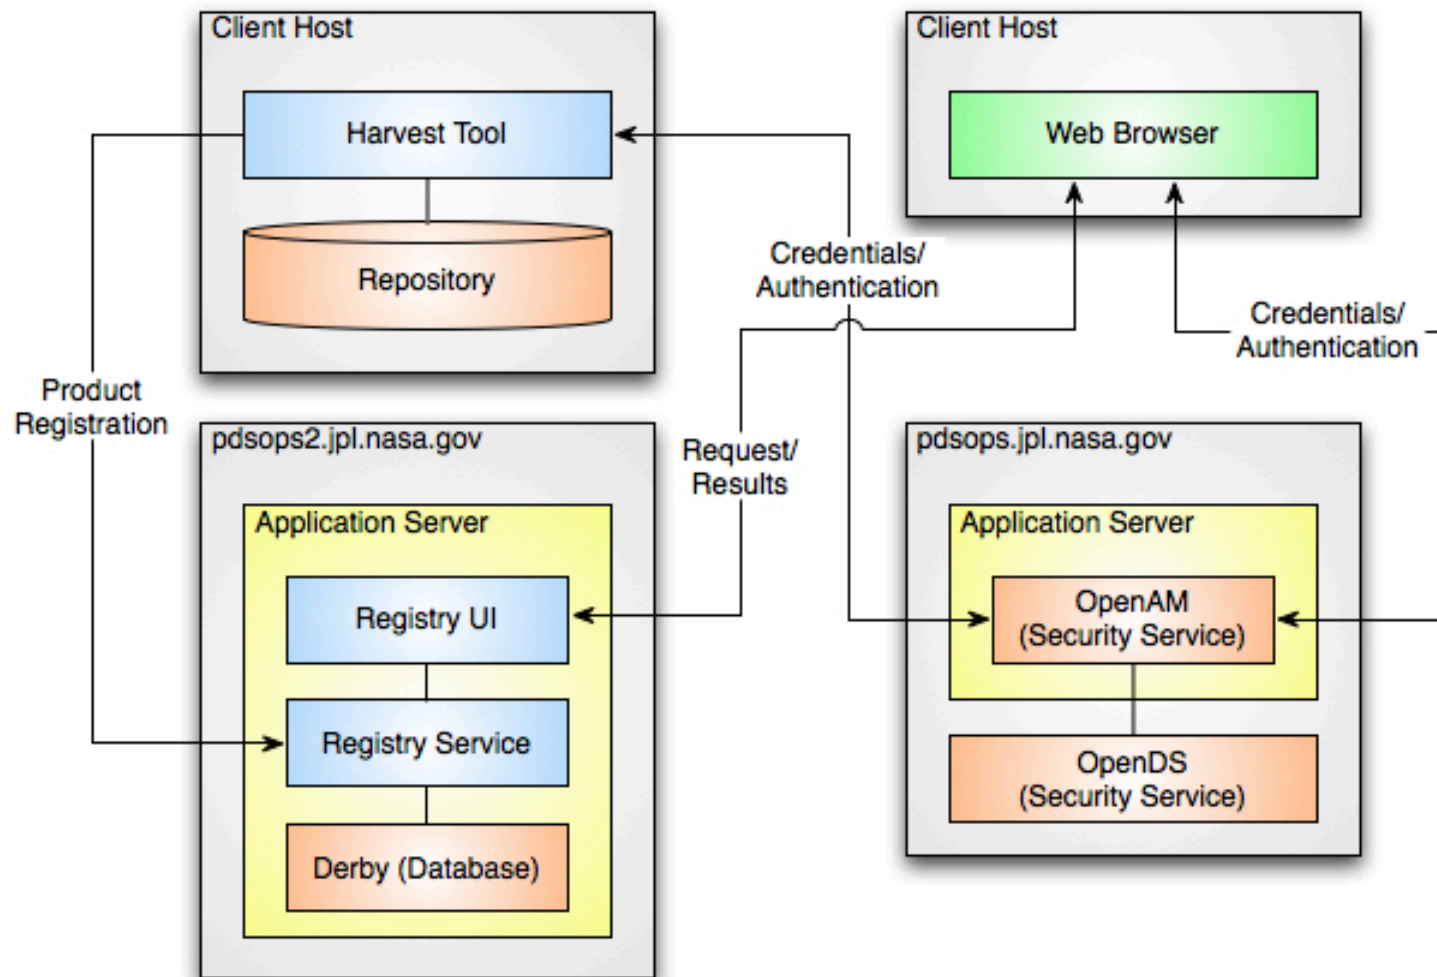 Client Host
Harvest Tool
Repository
Client Host
Web Browser
Credentials/
Authentication
Credentials/
Authentication
Product
Registration
Request/
Results
pdsops2.jpl.nasa.gov
Application Server
Registry UI
Registry Service
Derby (Database)
pdsops.jpl.nasa.gov
Application Server
OpenAM
(Security Service)
OpenDS
(Security Service)